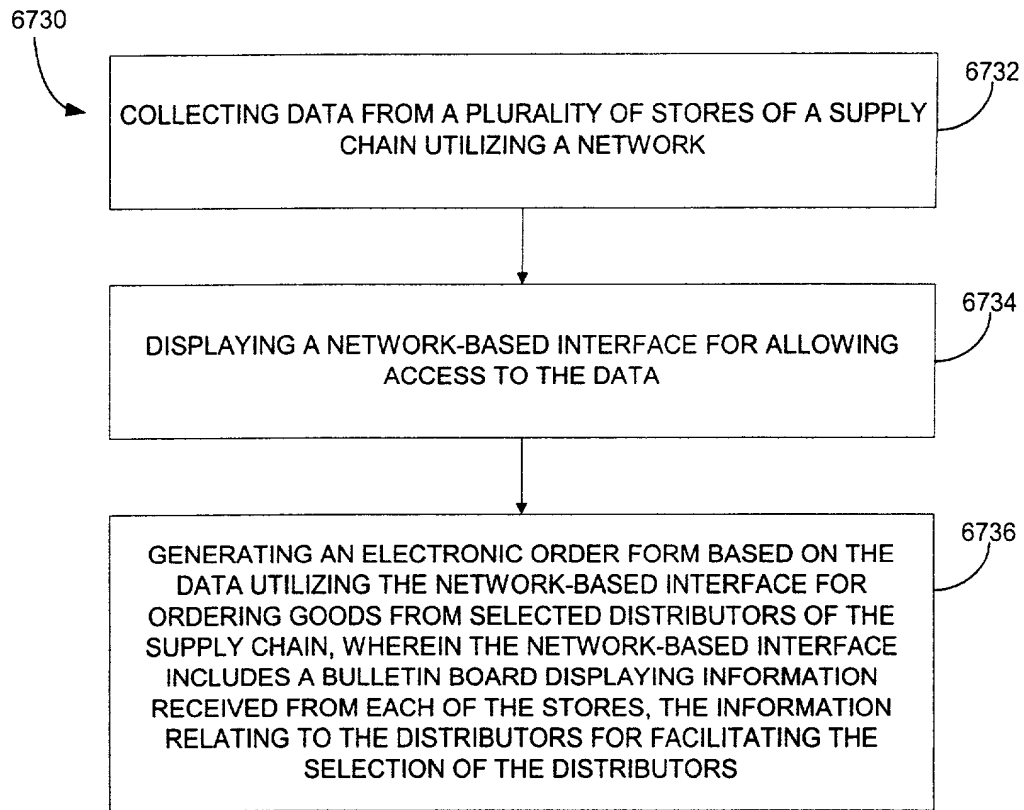 6730
6732
COLLECTING DATA FROM A PLURALITY OF STORES OF A SUPPLY
CHAIN UTILIZING A NETWORK
6734
DISPLAYING A NETWORK-BASED INTERFACE FOR ALLOWING
ACCESS TO THE DATA
6736
GENERATING AN ELECTRONIC ORDER FORM BASED ON THE
DATA UTILIZING THE NETWORK-BASED INTERFACE FOR
ORDERING GOODS FROM SELECTED DISTRIBUTORS OF THE
SUPPLY CHAIN, WHEREIN THE NETWORK-BASED INTERFACE
INCLUDES A BULLETIN BOARD DISPLAYING INFORMATION
RECEIVED FROM EACH OF THE STORES, THE INFORMATION
RELATING TO THE DISTRIBUTORS FOR FACILITATING THE
SELECTION OF THE DISTRIBUTORS